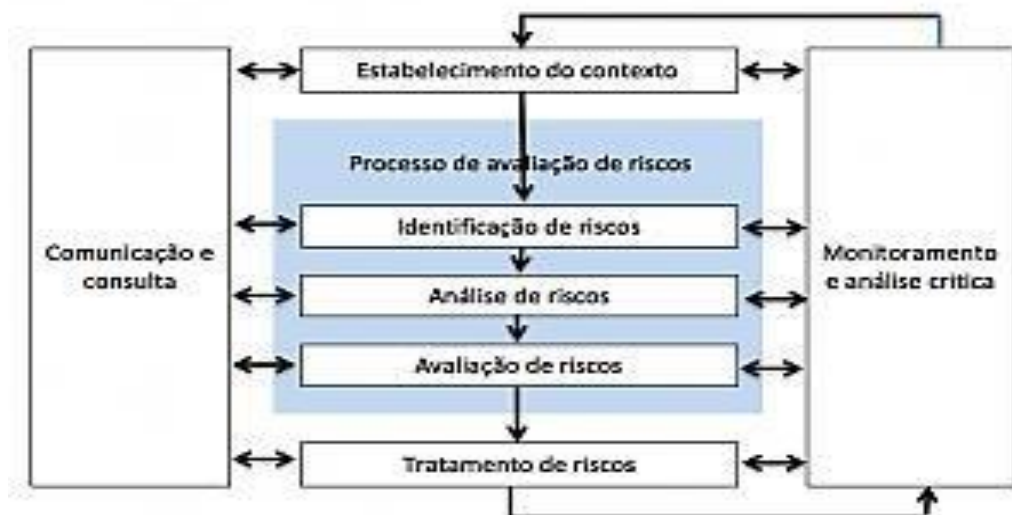 Estabelecimento do contexto
Processo de avaliação de riscos
Identificação de riscos
Comunicação e
consulta
Análise de riscos
Avaliação de riscos
Tratamento de riscos
Monitoramento
e análise crítica